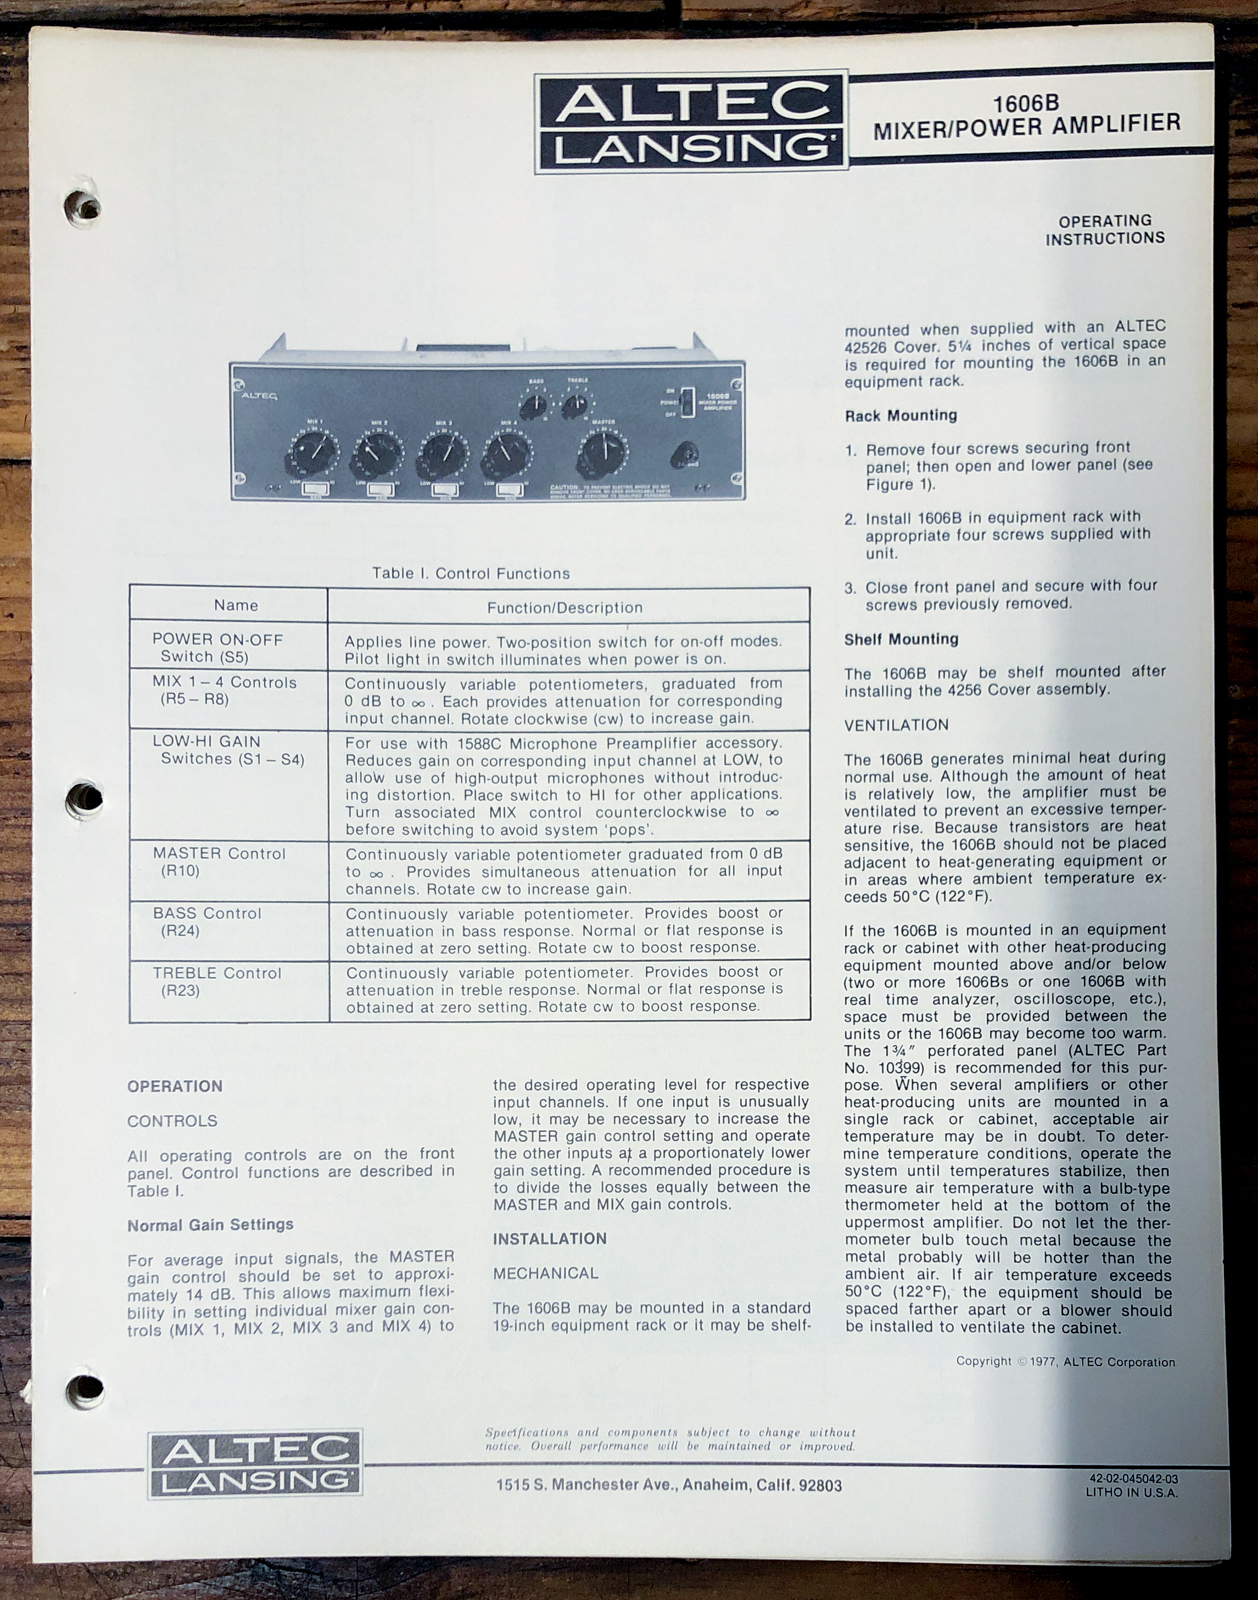 ALTEC
LANSING
1606B
MIXER/POWER AMPLIFIER
OPERATING
INSTRUCTIONS
ALTEC
BASS
TREBLE
ON
POWER
OFF
1606B
MIXER POWER
AMPLIFIER
MIX 1
MIX 2
MIX 3
MIX 4
MASTER
LOW
LOW
LOW
LOW
CAUTION: TO PREVENT ELECTRIC SHOCK DO NOT
REMOVE FRONT COVER. NO USER SERVICEABLE PARTS
INSIDE. REFER SERVICING TO QUALIFIED PERSONNEL.
Table I. Control Functions
Name
Function/Description
POWER ON-OFF
Switch (S5)
Applies line power. Two-position switch for on-off modes.
Pilot light in switch illuminates when power is on.
MIX 1 – 4 Controls
(R5 – R8)
Continuously variable potentiometers, graduated from
0 dB to ∞ . Each provides attenuation for corresponding
input channel. Rotate clockwise (cw) to increase gain.
LOW-HI GAIN
Switches (S1 – S4)
For use with 1588C Microphone Preamplifier accessory.
Reduces gain on corresponding input channel at LOW, to
allow use of high-output microphones without introduc-
ing distortion. Place switch to HI for other applications.
Turn associated MIX control counterclockwise to ∞
before switching to avoid system 'pops'.
MASTER Control
(R10)
Continuously variable potentiometer graduated from 0 dB
to ∞ . Provides simultaneous attenuation for all input
channels. Rotate cw to increase gain.
BASS Control
(R24)
Continuously variable potentiometer. Provides boost or
attenuation in bass response. Normal or flat response is
obtained at zero setting. Rotate cw to boost response.
TREBLE Control
(R23)
Continuously variable potentiometer. Provides boost or
attenuation in treble response. Normal or flat response is
obtained at zero setting. Rotate cw to boost response.
OPERATION
CONTROLS
All operating controls are on the front
panel. Control functions are described in
Table I.
Normal Gain Settings
For average input signals, the MASTER
gain control should be set to approxi-
mately 14 dB. This allows maximum flexi-
bility in setting individual mixer gain con-
trols (MIX 1, MIX 2, MIX 3 and MIX 4) to
the desired operating level for respective
input channels. If one input is unusually
low, it may be necessary to increase the
MASTER gain control setting and operate
the other inputs at a proportionately lower
gain setting. A recommended procedure is
to divide the losses equally between the
MASTER and MIX gain controls.
INSTALLATION
MECHANICAL
The 1606B may be mounted in a standard
19-inch equipment rack or it may be shelf-
mounted when supplied with an ALTEC
42526 Cover. 5¼ inches of vertical space
is required for mounting the 1606B in an
equipment rack.
Rack Mounting
1. Remove four screws securing front
panel; then open and lower panel (see
Figure 1).
2. Install 1606B in equipment rack with
appropriate four screws supplied with
unit.
3. Close front panel and secure with four
screws previously removed.
Shelf Mounting
The 1606B may be shelf mounted after
installing the 4256 Cover assembly.
VENTILATION
The 1606B generates minimal heat during
normal use. Although the amount of heat
is relatively low, the amplifier must be
ventilated to prevent an excessive temper-
ature rise. Because transistors are heat
sensitive, the 1606B should not be placed
adjacent to heat-generating equipment or
in areas where ambient temperature ex-
ceeds 50°C (122°F).
If the 1606B is mounted in an equipment
rack or cabinet with other heat-producing
equipment mounted above and/or below
(two or more 1606Bs or one 1606B with
real time analyzer, oscilloscope, etc.),
space must be provided between the
units or the 1606B may become too warm.
The 1¾" perforated panel (ALTEC Part
No. 10399) is recommended for this pur-
pose. When several amplifiers or other
heat-producing units are mounted in a
single rack or cabinet, acceptable air
temperature may be in doubt. To deter-
mine temperature conditions, operate the
system until temperatures stabilize, then
measure air temperature with a bulb-type
thermometer held at the bottom of the
uppermost amplifier. Do not let the ther-
mometer bulb touch metal because the
metal probably will be hotter than the
ambient air. If air temperature exceeds
50°C (122°F), the equipment should be
spaced farther apart or a blower should
be installed to ventilate the cabinet.
Copyright ©1977, ALTEC Corporation
ALTEC
LANSING
Specifications and components subject to change without
notice. Overall performance will be maintained or improved.
1515 S. Manchester Ave., Anaheim, Calif. 92803
42-02-045042-03
LITHO IN U.S.A.